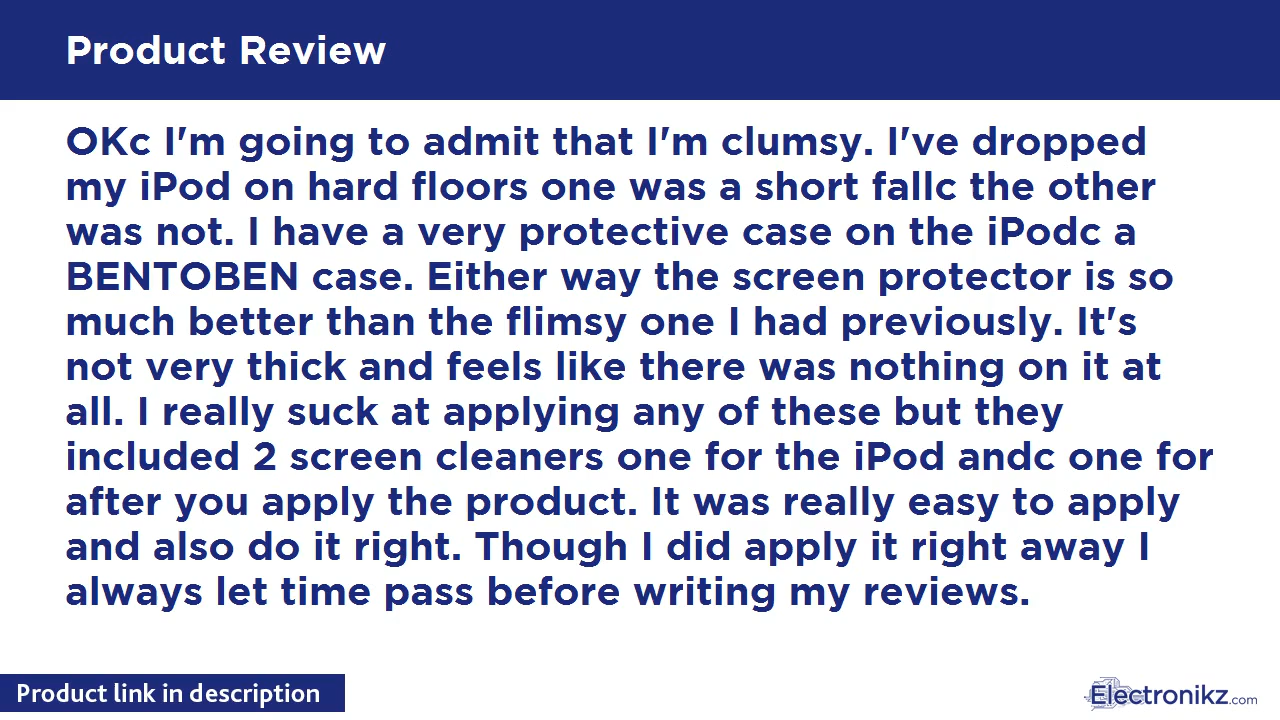 Product Review
OKc I'm going to admit that I'm clumsy. I've dropped
my iPod on hard floors one was a short fallc the other
was not. I have a very protective case on the iPodc a
BENTOBEN case. Either way the screen protector is so
much better than the flimsy one I had previously. It's
not very thick and feels like there was nothing on it at
all. I really suck at applying any of these but they
included 2 screen cleaners one for the iPod andc one for
after you apply the product. It was really easy to apply
and also do it right. Though I did apply it right away I
always let time pass before writing my reviews.
Product link in description
Electronikz.com